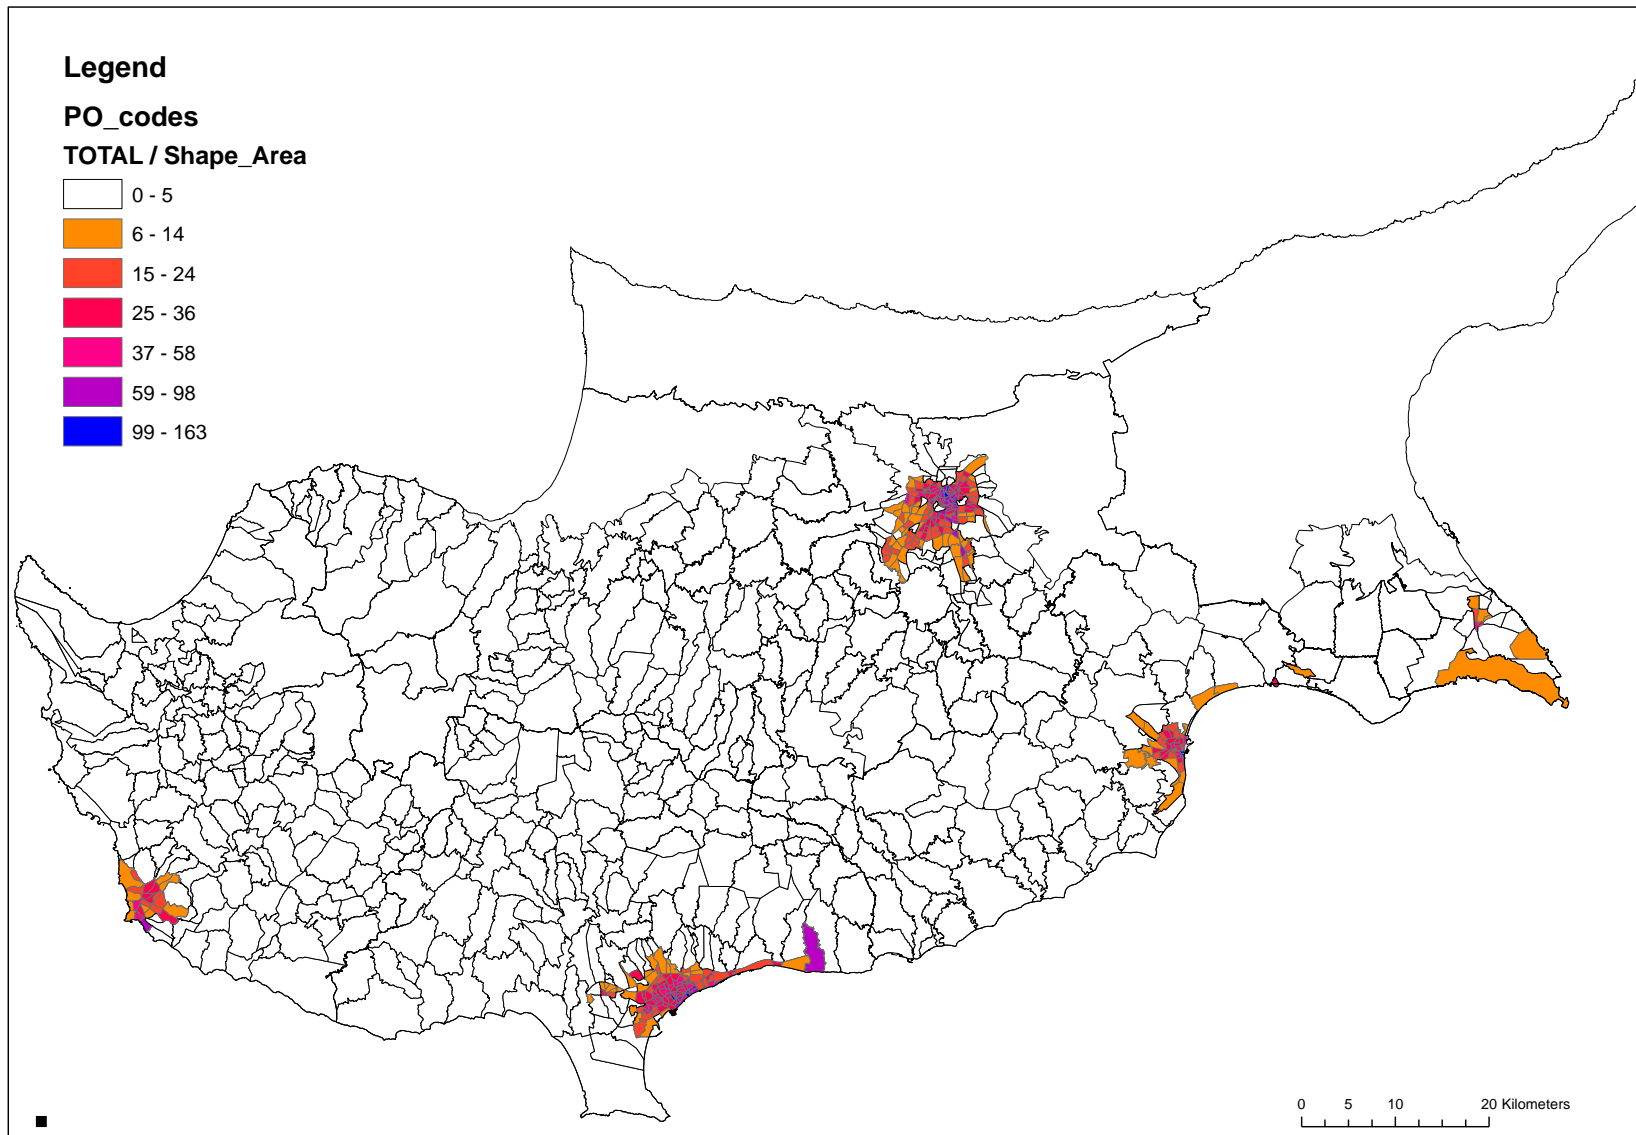 Legend
PO_codes
TOTAL / Shape_Area
0 - 5
6 - 14
15 - 24
25 - 36
37 - 58
59 - 98
99 - 163
0 5 10 20 Kilometers